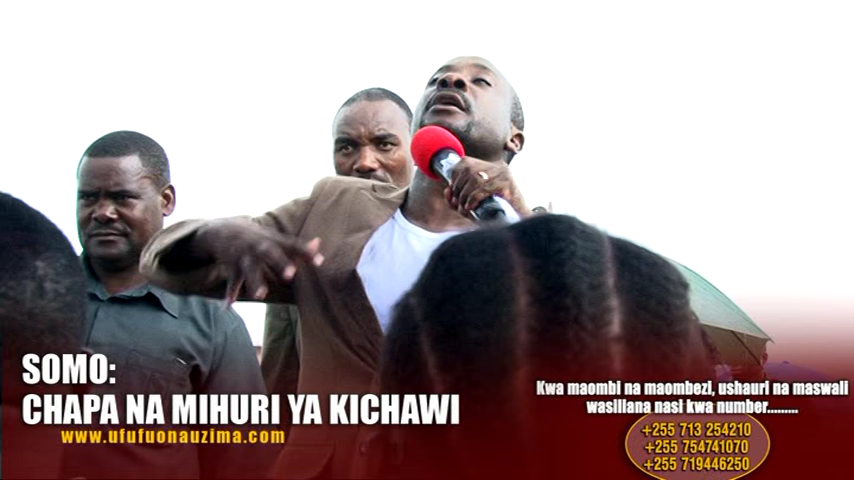 SOMO:
CHAPA NA MIHURI YA KICHAWI
www.ufufuonauzima.com
Kwa maombi na maombezi, ushauri na maswali
wasiliana nasi kwa number.........
+255 713 254210
+255 754741070
+255 719446250